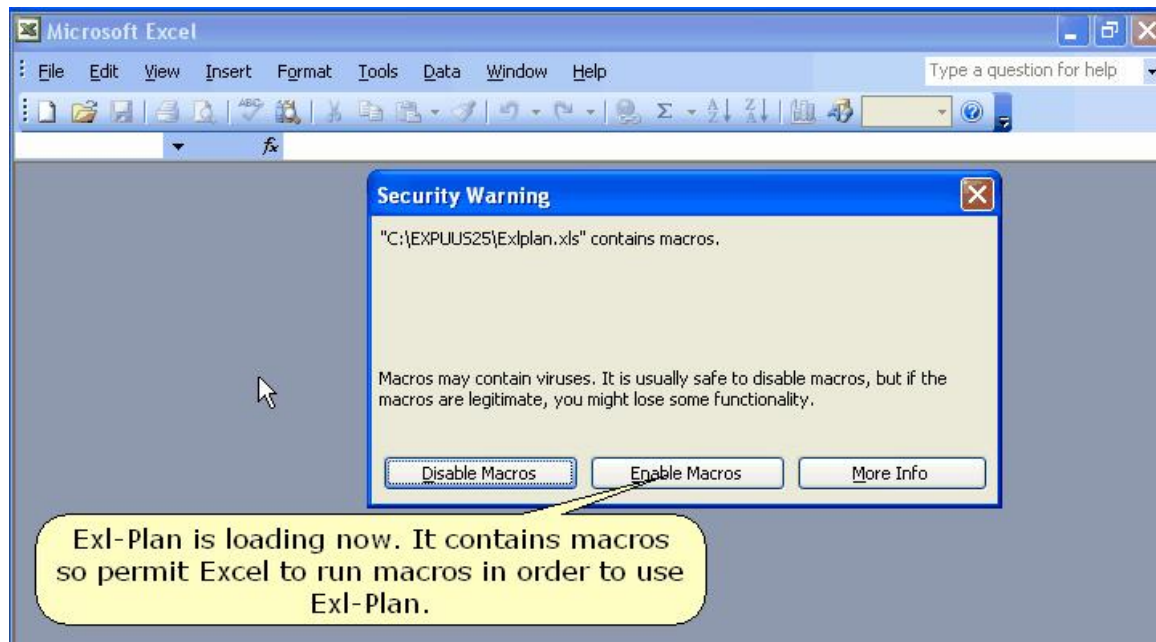 Microsoft Excel
File Edit View Insert Format Tools Data Window Help Type a question for help
Security Warning
"C:\EXPUUS25\Exlplan.xls" contains macros.
Macros may contain viruses. It is usually safe to disable macros, but if the
macros are legitimate, you might lose some functionality.
Disable Macros Enable Macros More Info
Exl-Plan is loading now. It contains macros
so permit Excel to run macros in order to use
Exl-Plan.